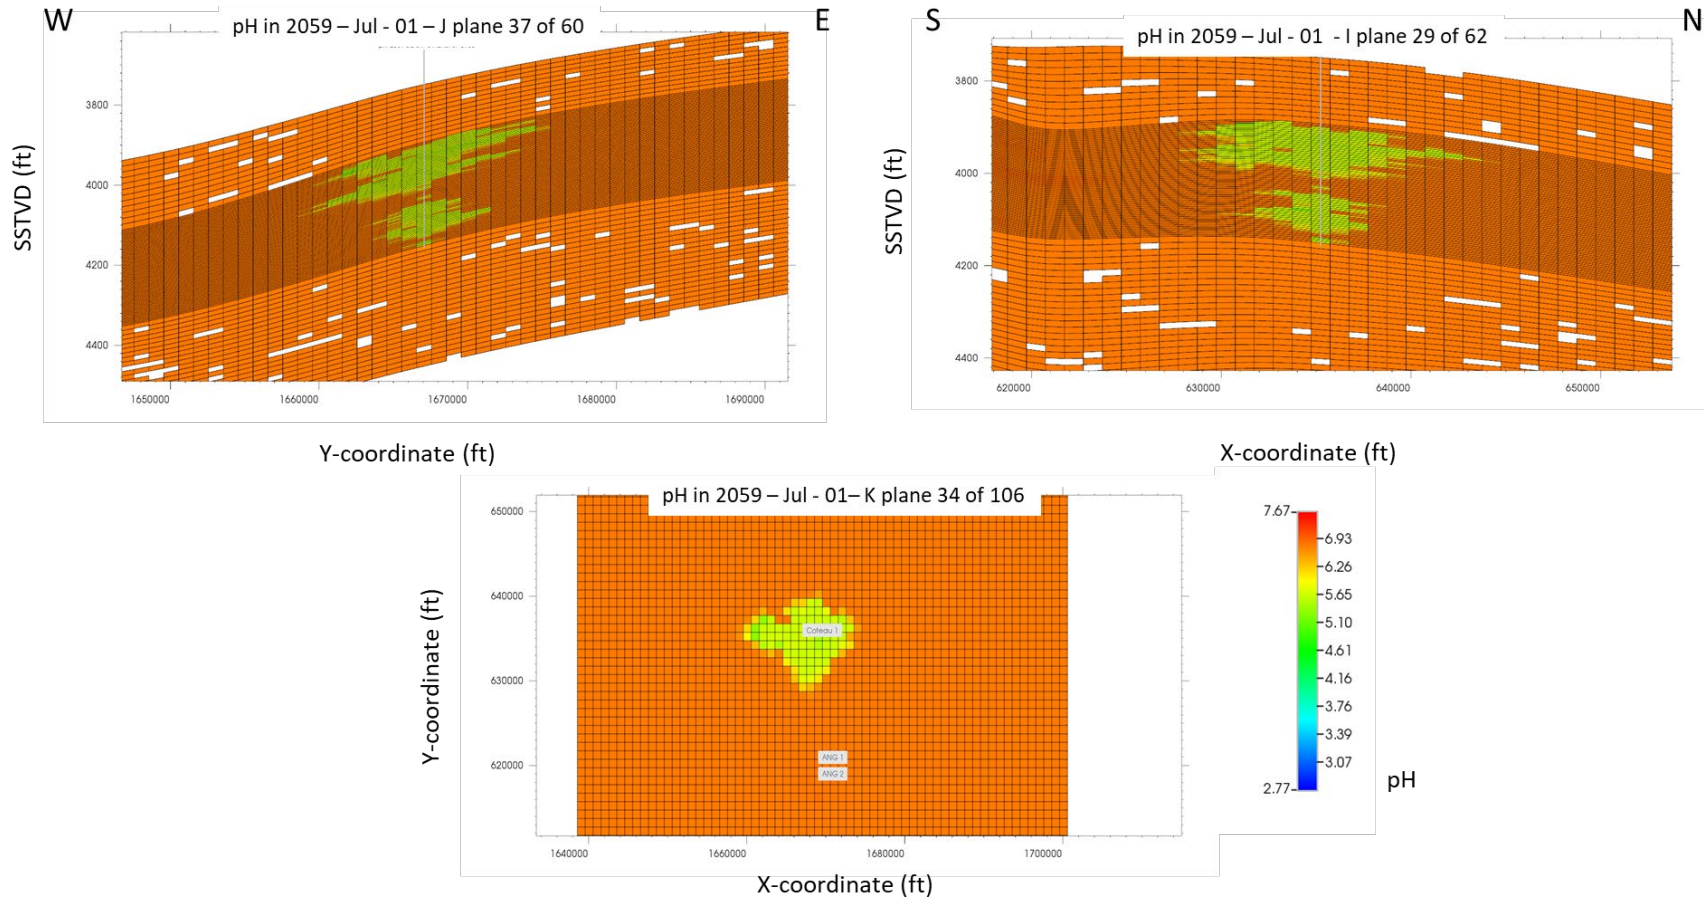 W
pH in 2059 – Jul - 01 – J plane 37 of 60
E
SSTVD (ft)
3800
4000
4200
4400
1650000
1660000
1670000
1680000
1690000
Y-coordinate (ft)
S
pH in 2059 – Jul - 01 - I plane 29 of 62
N
SSTVD (ft)
3800
4000
4200
4400
620000
630000
640000
650000
X-coordinate (ft)
pH in 2059 – Jul - 01– K plane 34 of 106
Y-coordinate (ft)
650000
640000
630000
620000
Coteau 1
ANG 1
ANG 2
1640000
1660000
1680000
1700000
X-coordinate (ft)
7.67
6.93
6.26
5.65
5.10
4.61
4.16
3.76
3.39
3.07
2.77
pH